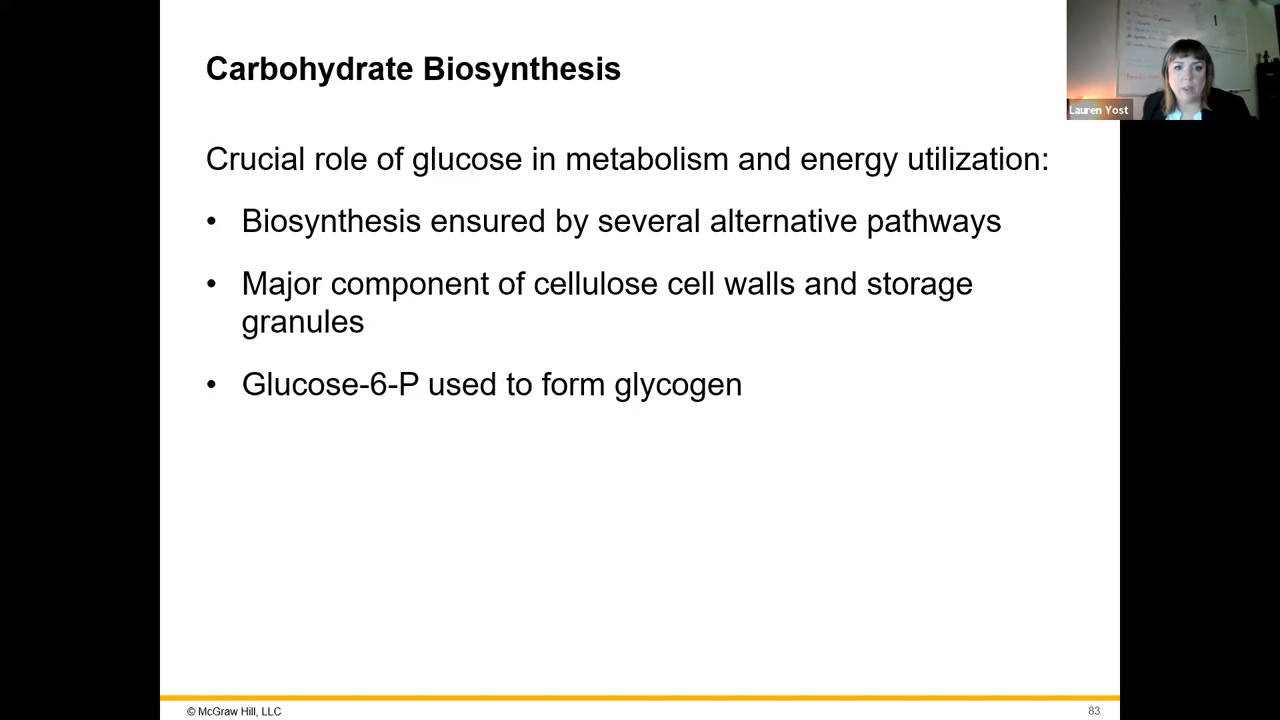 Carbohydrate Biosynthesis
Lauren Yost
Crucial role of glucose in metabolism and energy utilization:
• Biosynthesis ensured by several alternative pathways
• Major component of cellulose cell walls and storage
granules
• Glucose-6-P used to form glycogen
© McGraw Hill, LLC
83